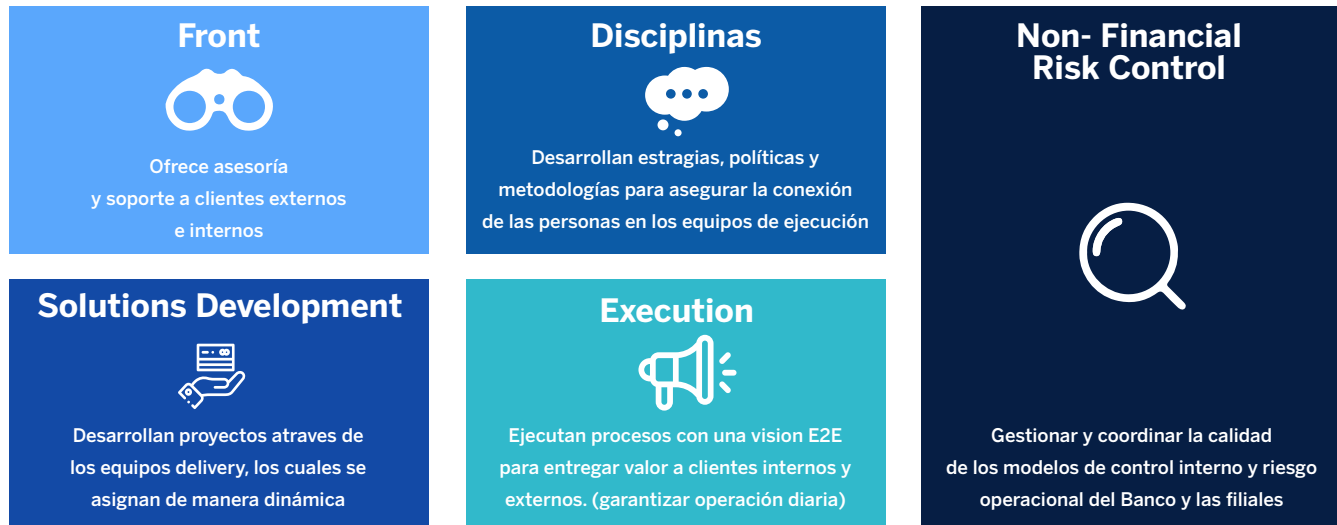 Front
Ofrece asesoría
y soporte a clientes externos
e internos
Disciplinas
Desarrollan estragias, políticas y
metodologías para asegurar la conexión
de las personas en los equipos de ejecución
Non- Financial
Risk Control
Gestionar y coordinar la calidad
de los modelos de control interno y riesgo
operacional del Banco y las filiales
Solutions Development
Desarrollan proyectos atraves de
los equipos delivery, los cuales se
asignan de manera dinámica
Execution
Ejecutan procesos con una vision E2E
para entregar valor a clientes internos y
externos. (garantizar operación diaria)